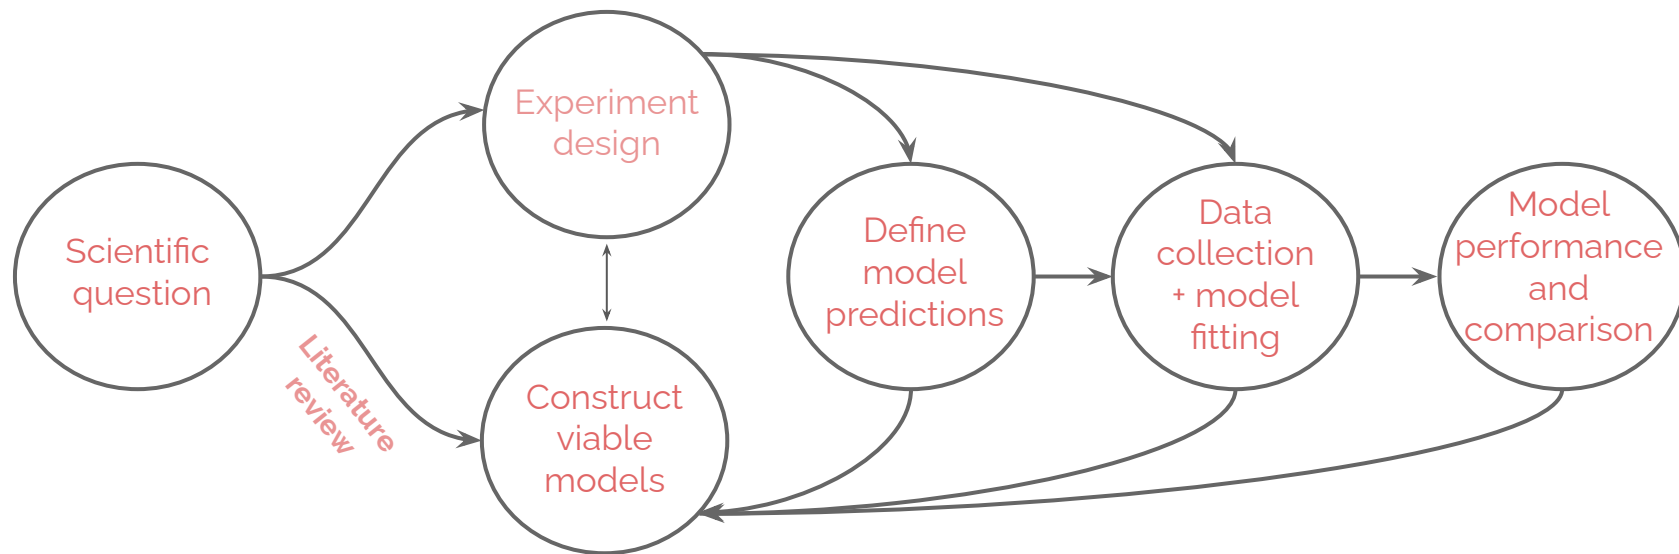 Scientific
question
Literature
review
Experiment
design
Construct
viable
models
Define
model
predictions
Data
collection
+ model
fitting
Model
performance
and
comparison